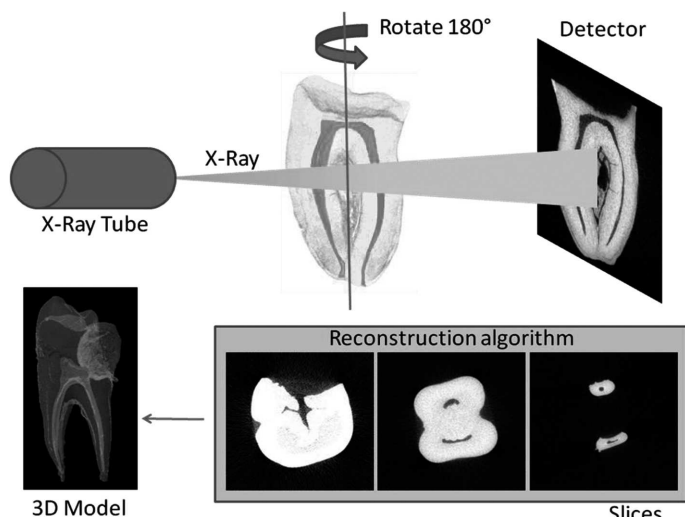 Rotate 180°
Detector
X-Ray
X-Ray Tube
Reconstruction algorithm
3D Model
Slices